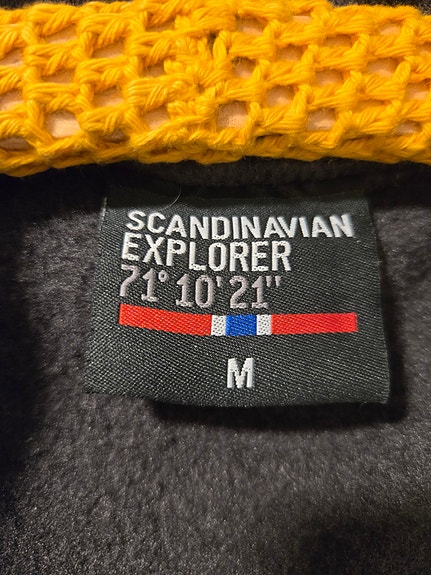 SCANDINAVIAN
EXPLORER
71° 10' 21"
M